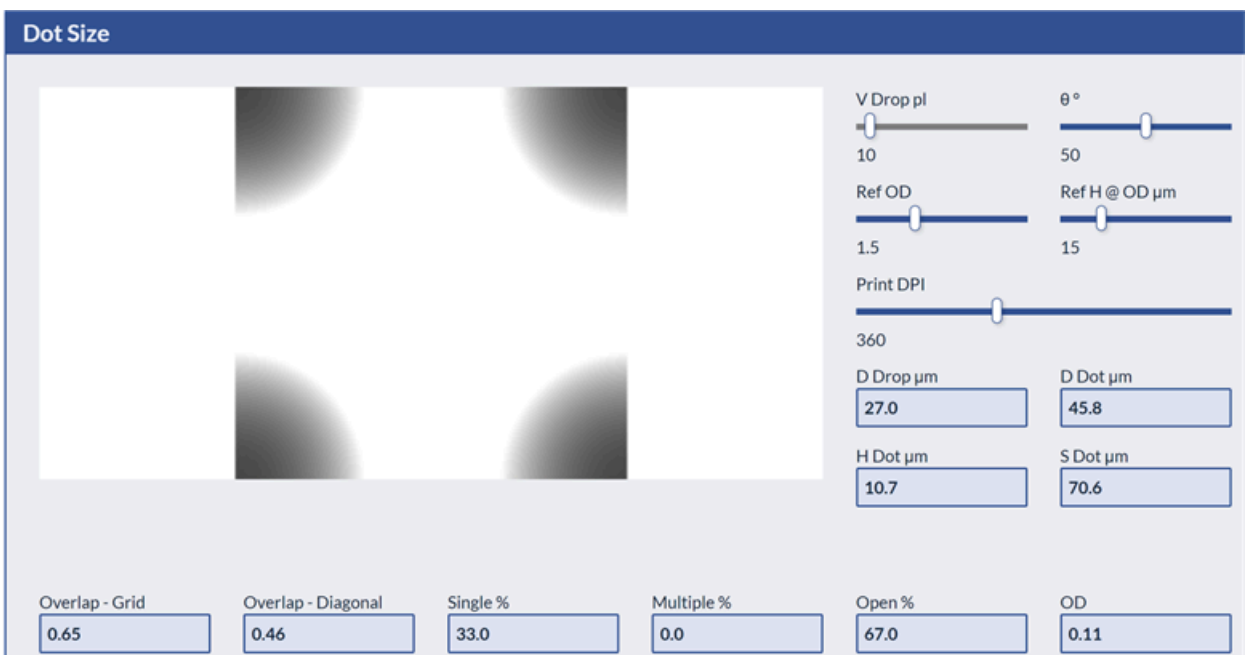 Dot Size
V Drop pl
θ °
10
50
Ref OD
Ref H @ OD μm
1.5
15
Print DPI
360
D Drop μm
D Dot μm
27.0
45.8
H Dot μm
S Dot μm
10.7
70.6
Overlap - Grid
Overlap - Diagonal
Single %
Multiple %
Open %
OD
0.65
0.46
33.0
0.0
67.0
0.11